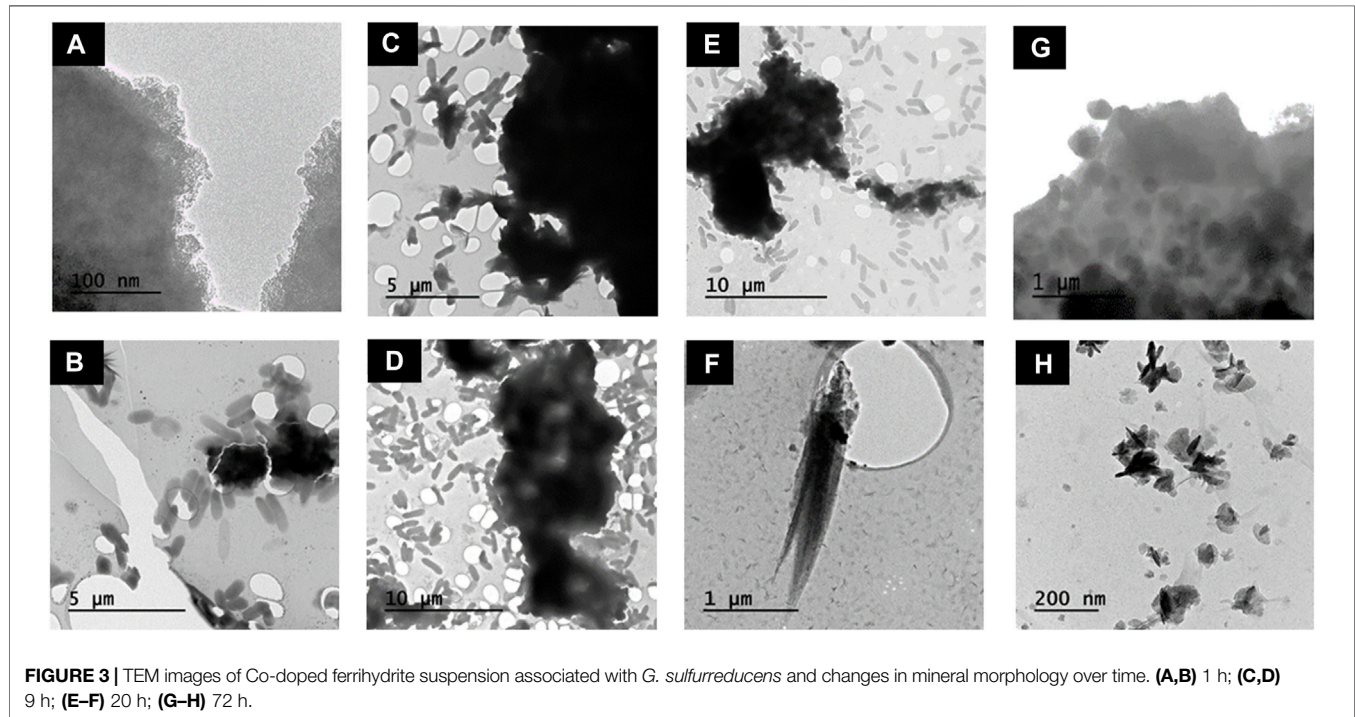 A
C
E
G
100 nm
5 μm
10 μm
1 μm
B
D
F
H
5 μm
10 μm
1 μm
200 nm
FIGURE 3 | TEM images of Co-doped ferrihydrite suspension associated with G. sulfurreducens and changes in mineral morphology over time. (A,B) 1 h; (C,D)
9 h; (E–F) 20 h; (G–H) 72 h.